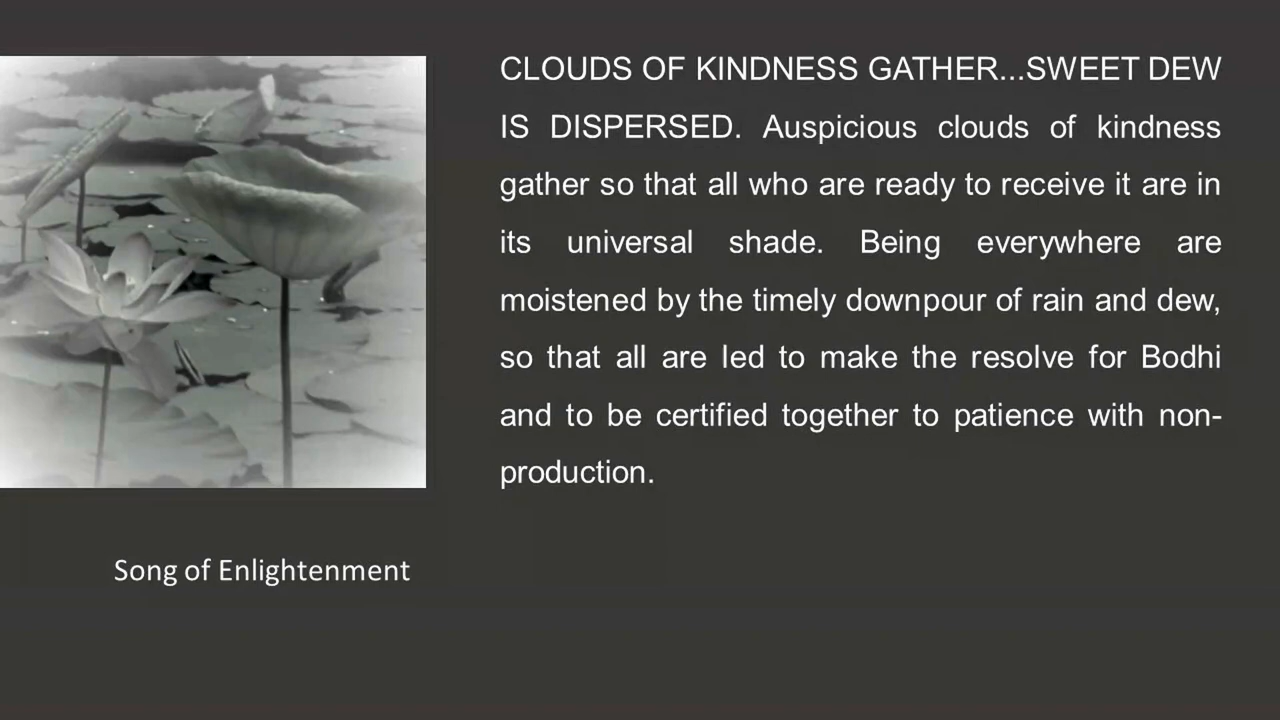 CLOUDS OF KINDNESS GATHER...SWEET DEW
IS DISPERSED. Auspicious clouds of kindness
gather so that all who are ready to receive it are in
its universal shade. Being everywhere are
moistened by the timely downpour of rain and dew,
so that all are led to make the resolve for Bodhi
and to be certified together to patience with non-
production.
Song of Enlightenment